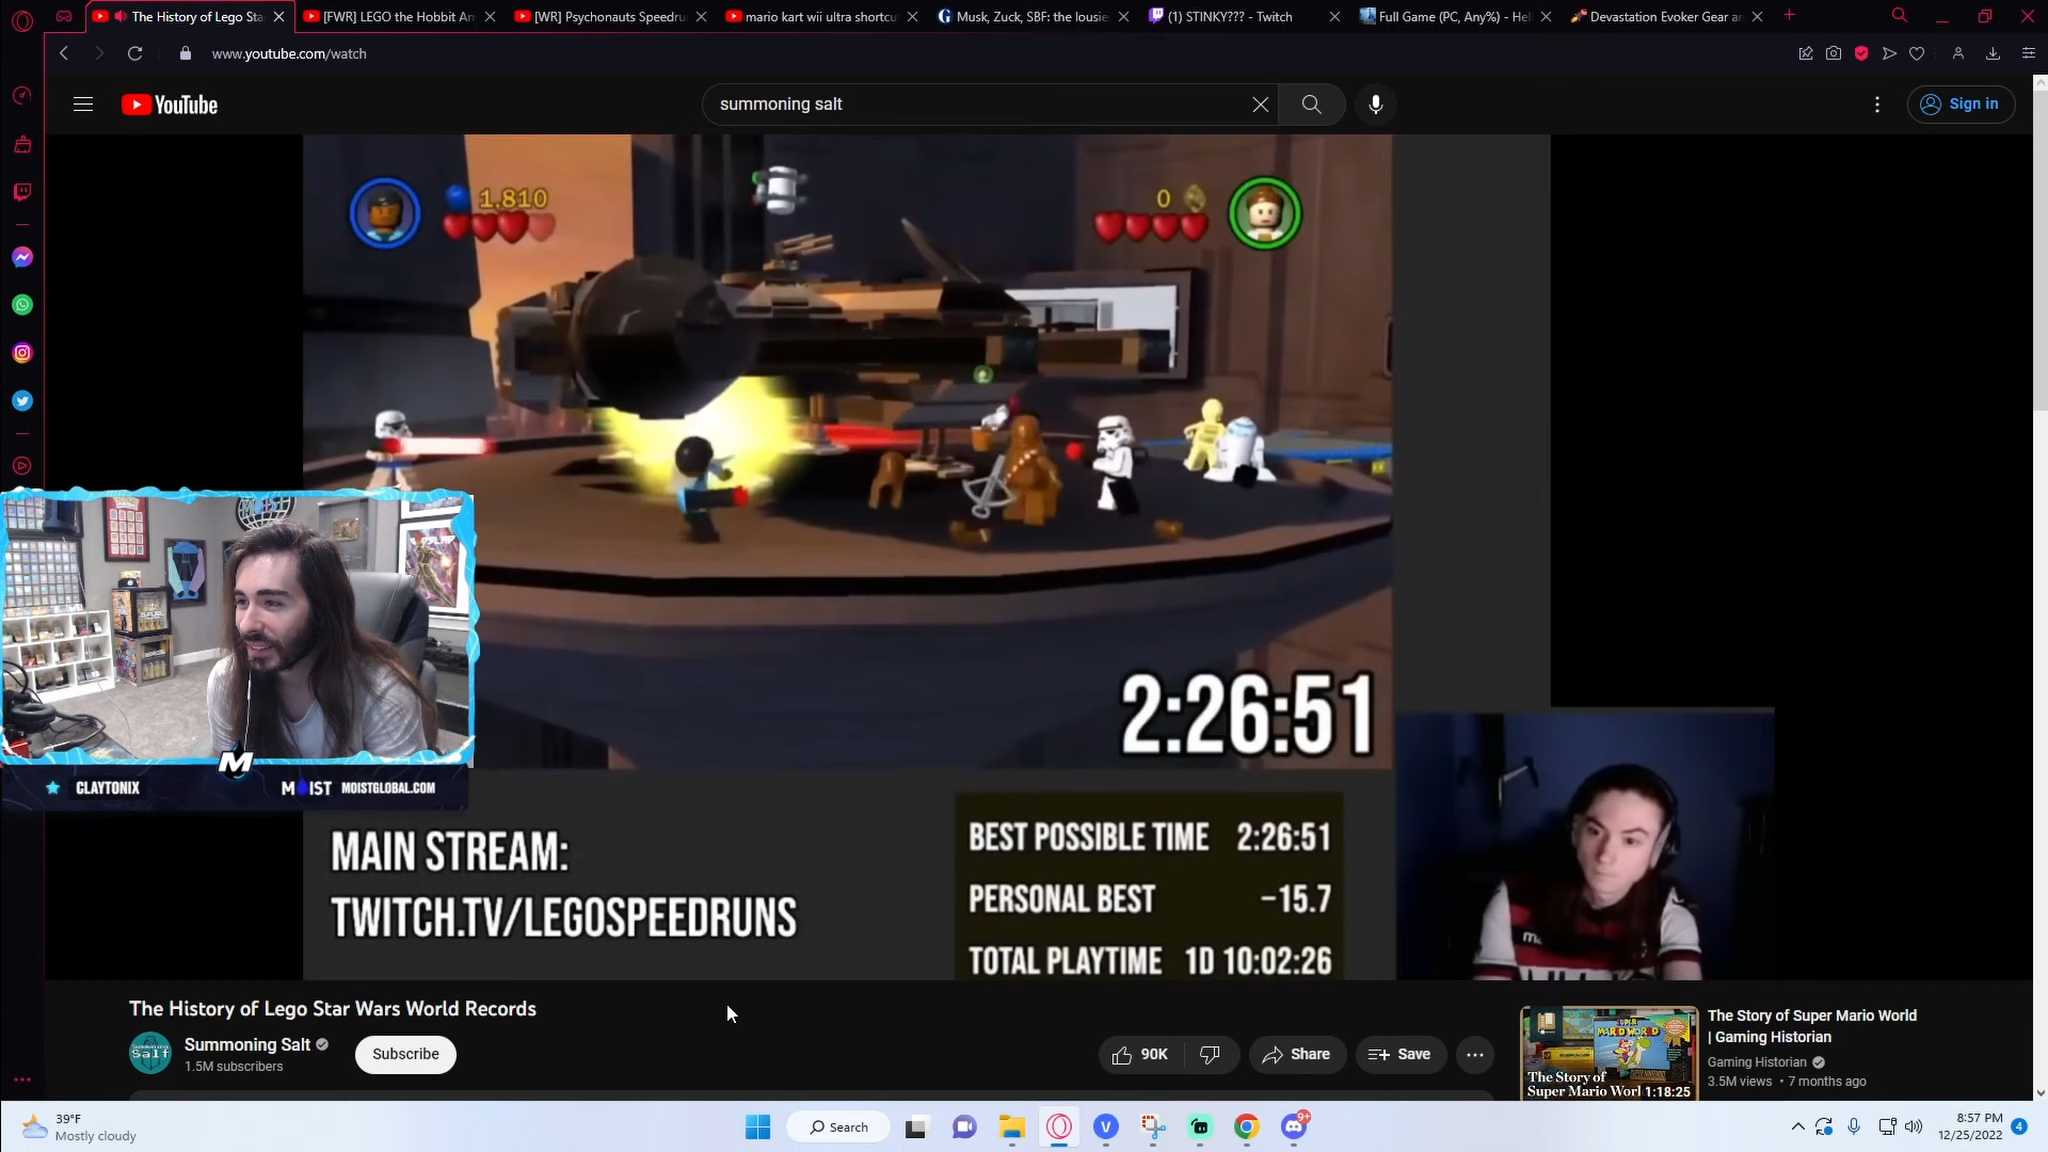 The History of Lego Sta
[FWR] LEGO the Hobbit An
[WR] Psychonauts Speedru
mario kart wii ultra shortcu
Musk, Zuck, SBF: the lousie
(1) STINKY??? - Twitch
Full Game (PC, Any%) - Hel
Devastation Evoker Gear a
www.youtube.com/watch
YouTube
summoning salt
Sign in
1,810
0
2:26:51
CLAYTONIX
M
MOIST
MOISTGLOBAL.COM
MAIN STREAM:
TWITCH.TV/LEGOSPEEDRUNS
BEST POSSIBLE TIME 2:26:51
PERSONAL BEST -15.7
TOTAL PLAYTIME 1D 10:02:26
The History of Lego Star Wars World Records
Salt
Summoning Salt
1.5M subscribers
Subscribe
90K
Share
Save
The Story of
Super Mario Worl
1:18:25
The Story of Super Mario World
| Gaming Historian
Gaming Historian
3.5M views • 7 months ago
39°F
Mostly cloudy
Search
V
9+
8:57 PM
12/25/2022
4